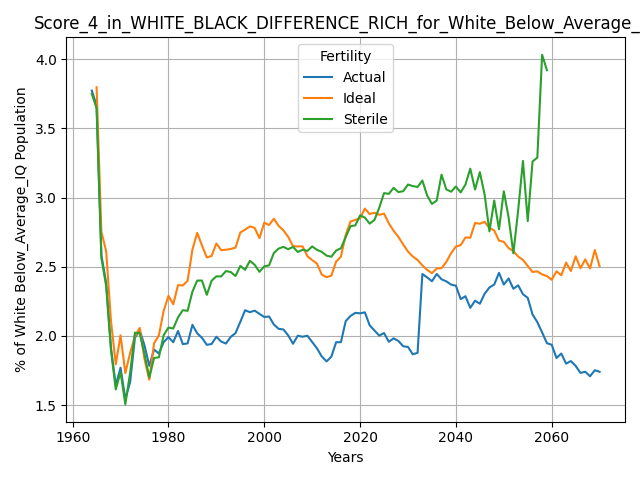 Score_4_in_WHITE_BLACK_DIFFERENCE_RICH_for_White_Below_Average_
Fertility
Actual
Ideal
Sterile
% of White Below_Average_IQ Population
4.0
3.5
3.0
2.5
2.0
1.5
1960
1980
2000
2020
2040
2060
Years